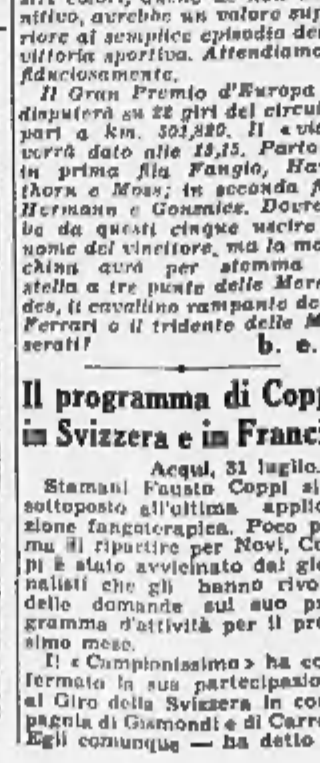 nitivo, avrebbe un valore sup
riore al semplice episodio del
vittoria sportiva. Attendiamo
fiduciosamente.
Il Gran Premio d'Europa
disputerà su 22 giri del circui
pari a km. 501,820. Il « via
verrà dato alle 13,15. Parto
in prima fila Fangio, Haw
thorn e Moss; in seconda f
Hermann e Gonzales. Dovre
be da questi cinque uscire
nome del vincitore, ma la ma
china avrà per stemma
stella a tre punte delle Merc
des, il cavallino rampante de
Ferrari o il tridente delle M
serati?
b. e.
Il programma di Copp
in Svizzera e in Franci
Acqui, 31 luglio.
Stamani Fausto Coppi si
sottoposto all'ultima applic
zione fangoterapica. Poco p
ma di ripartire per Novi, Co
pi è stato avvicinato dai gio
nalisti che gli hanno rivo
delle domande sul suo pr
gramma d'attività per il pro
simo mese.
Il « Campionissimo » ha co
fermato la sua partecipazio
al Giro della Svizzera in co
pagnia di Gismondi e di Carre
Egli comunque — ha detto